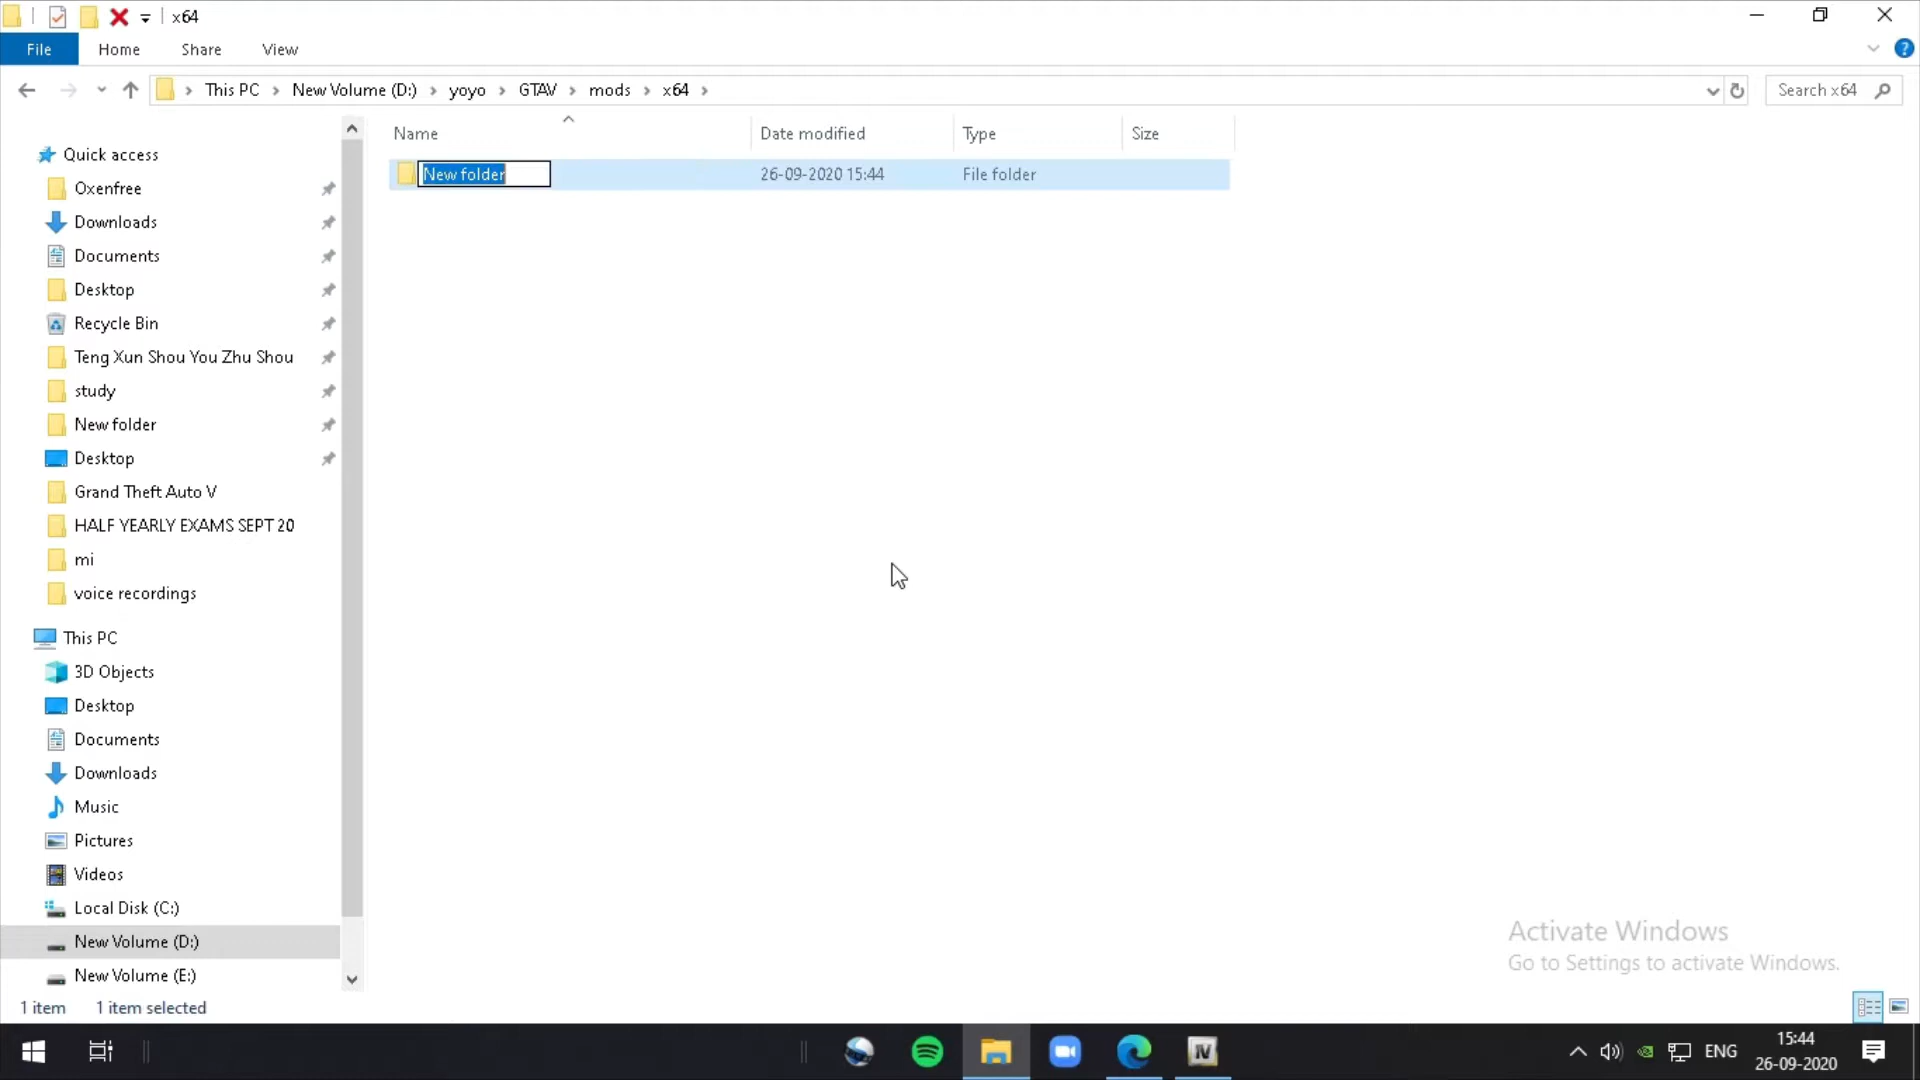 x64
File Home Share View
This PC New Volume (D:) yoyo GTAV mods x64
Search x64
Name Date modified Type Size
New folder 26-09-2020 15:44 File folder
Quick access
Oxenfree
Downloads
Documents
Desktop
Recycle Bin
Teng Xun Shou You Zhu Shou
study
New folder
Desktop
Grand Theft Auto V
HALF YEARLY EXAMS SEPT 20
mi
voice recordings
This PC
3D Objects
Desktop
Documents
Downloads
Music
Pictures
Videos
Local Disk (C:)
New Volume (D:)
New Volume (E:)
Activate Windows
Go to Settings to activate Windows.
1 item 1 item selected
IV
ENG
15:44
26-09-2020